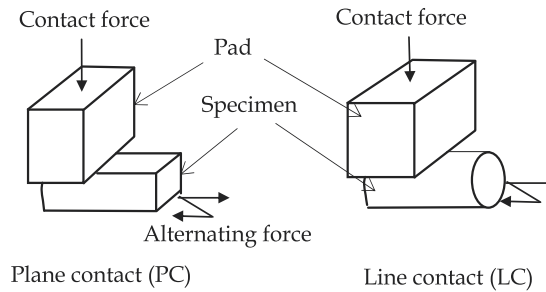 Contact force
Contact force
Pad
Specimen
Alternating force
Plane contact (PC)
Line contact (LC)